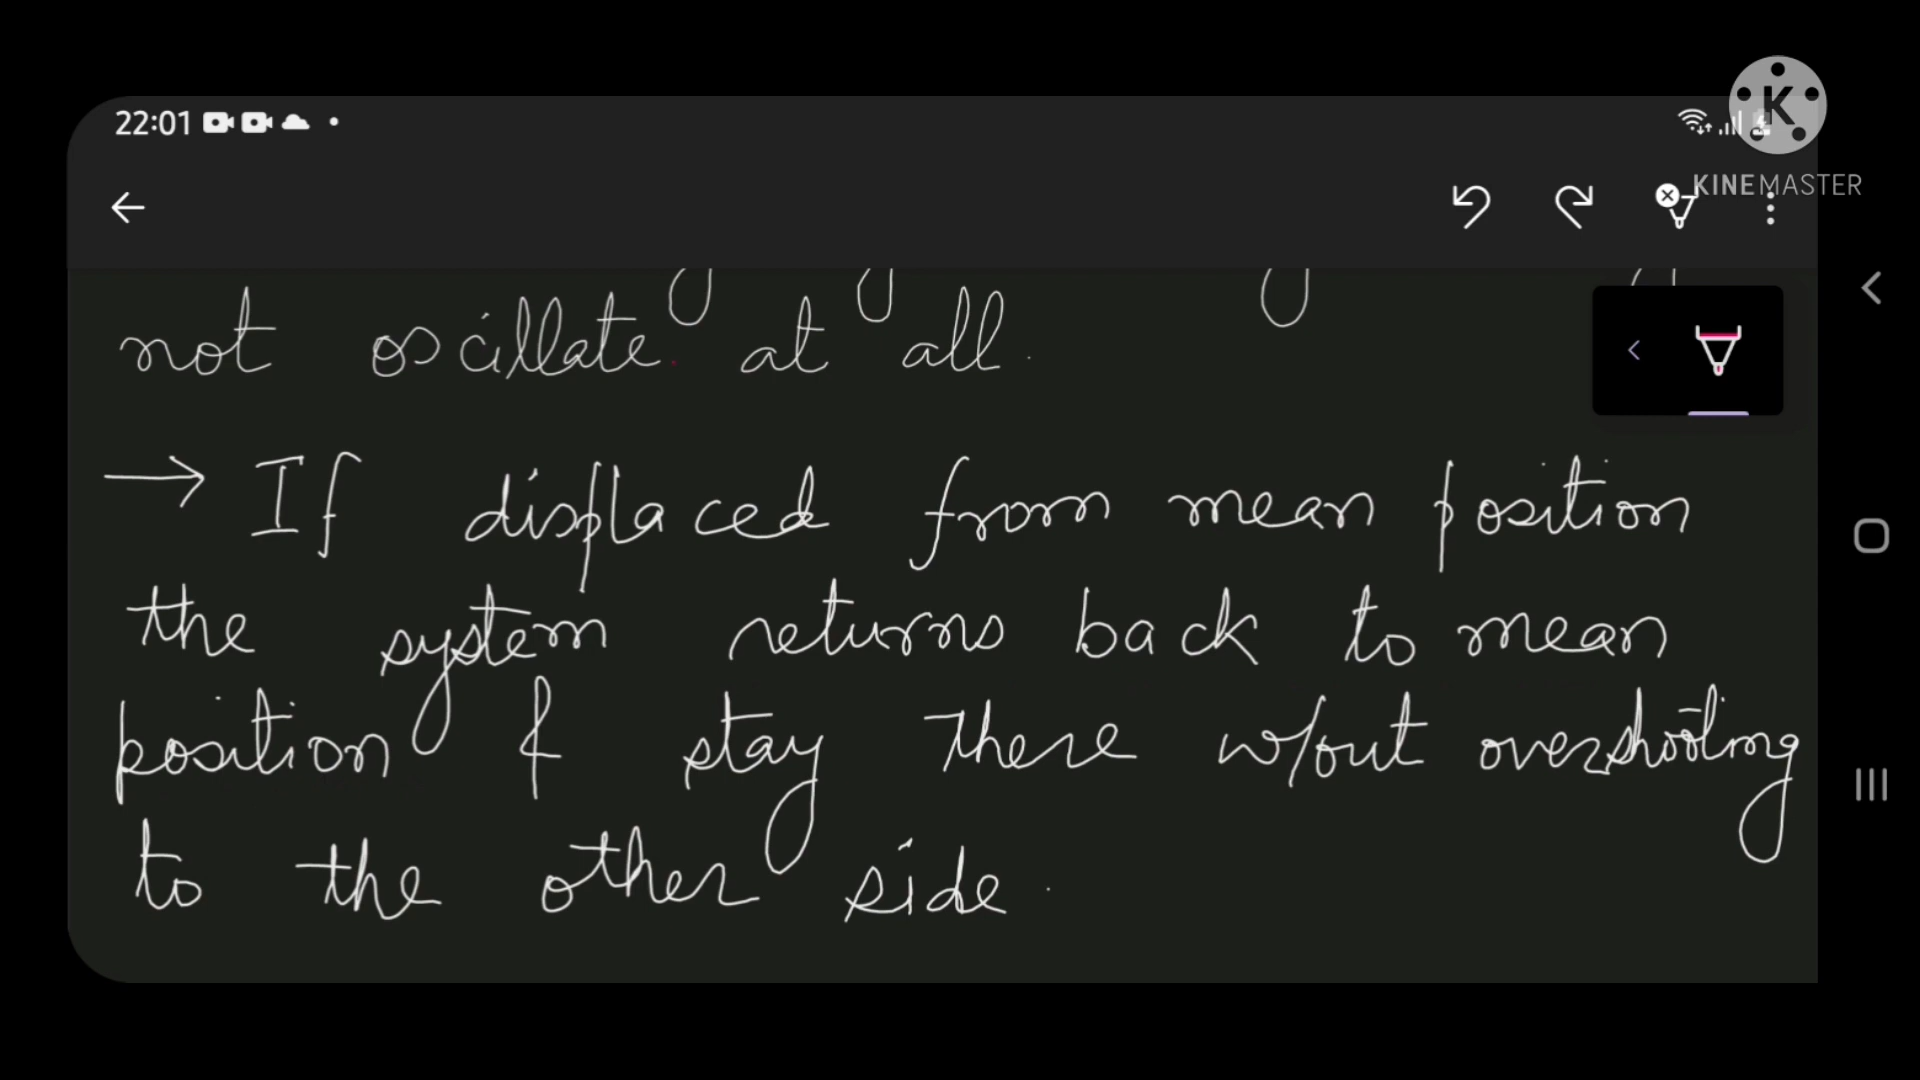 22:01
KINEMASTER
not oscillate at all.
→ If displaced from mean position
the system returns back to mean
position & stay there w/out overshooting
to the other side.